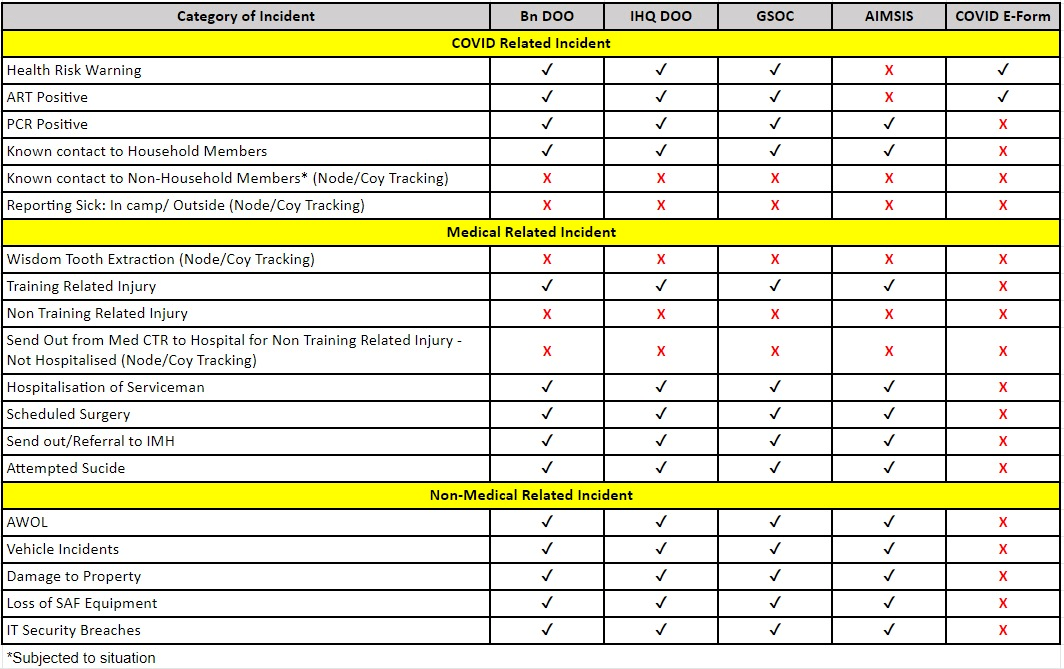 Category of Incident Bn DOO IHQ DOO GSOC AIMSIS COVID E-Form
COVID Related Incident
Health Risk Warning ✓ ✓ ✓ X ✓
ART Positive ✓ ✓ ✓ X ✓
PCR Positive ✓ ✓ ✓ ✓ X
Known contact to Household Members ✓ ✓ ✓ ✓ X
Known contact to Non-Household Members* (Node/Coy Tracking) X X X X X
Reporting Sick: In camp/ Outside (Node/Coy Tracking) X X X X X
Medical Related Incident
Wisdom Tooth Extraction (Node/Coy Tracking) X X X X X
Training Related Injury ✓ ✓ ✓ ✓ X
Non Training Related Injury X X X X X
Send Out from Med CTR to Hospital for Non Training Related Injury -
Not Hospitalised (Node/Coy Tracking) X X X X X
Hospitalisation of Serviceman ✓ ✓ ✓ ✓ X
Scheduled Surgery ✓ ✓ ✓ ✓ X
Send out/Referral to IMH ✓ ✓ ✓ ✓ X
Attempted Sucide ✓ ✓ ✓ ✓ X
Non-Medical Related Incident
AWOL ✓ ✓ ✓ ✓ X
Vehicle Incidents ✓ ✓ ✓ ✓ X
Damage to Property ✓ ✓ ✓ ✓ X
Loss of SAF Equipment ✓ ✓ ✓ ✓ X
IT Security Breaches ✓ ✓ ✓ ✓ X
*Subjected to situation